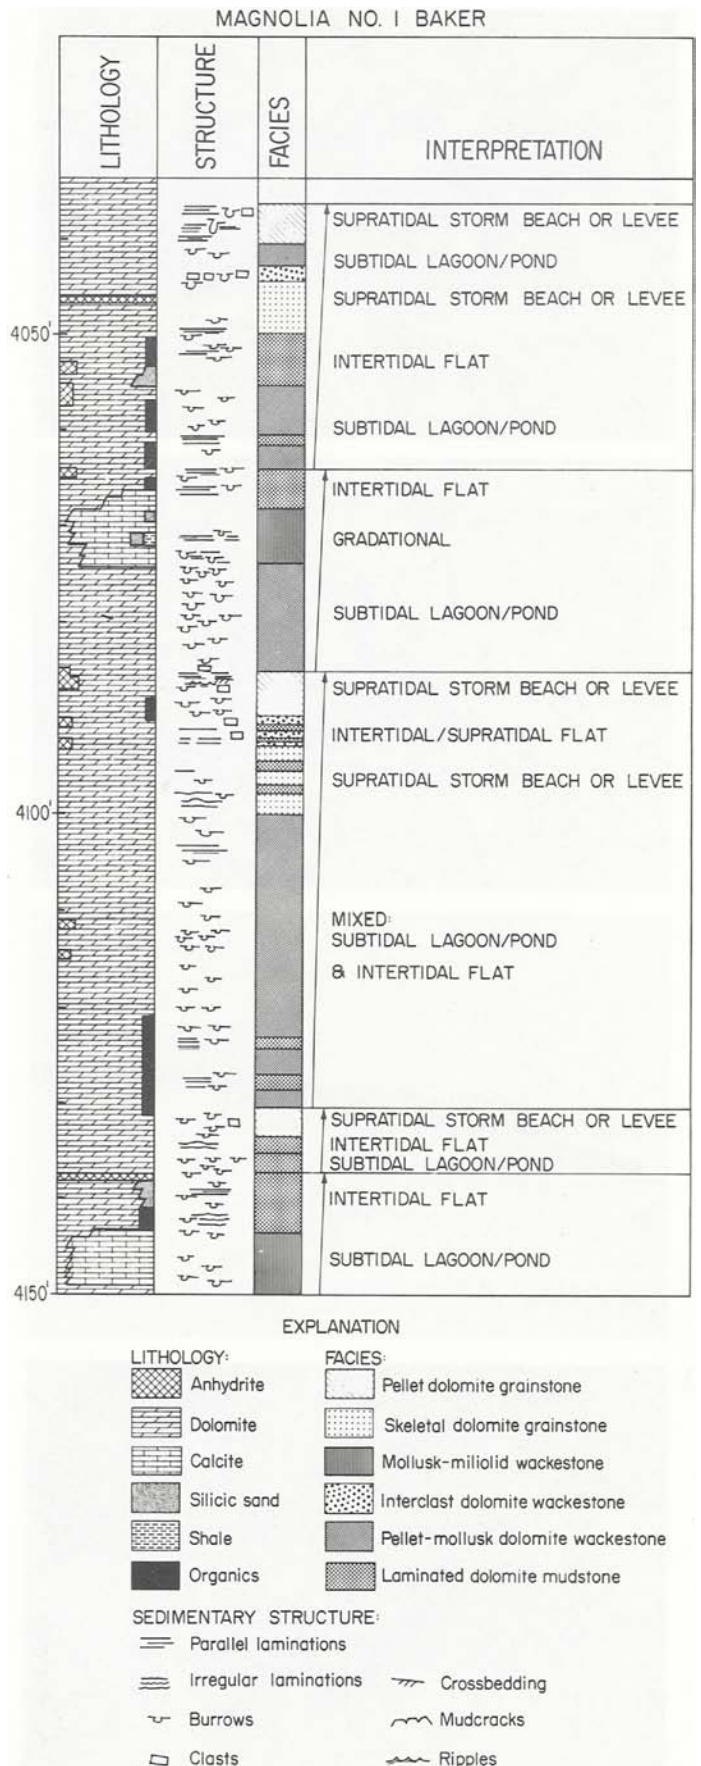 MAGNOLIA NO. 1 BAKER
LITHOLOGY
STRUCTURE
FACIES
INTERPRETATION
SUPRATIDAL STORM BEACH OR LEVEE
SUBTIDAL LAGOON/POND
SUPRATIDAL STORM BEACH OR LEVEE
4050'
INTERTIDAL FLAT
SUBTIDAL LAGOON/POND
INTERTIDAL FLAT
GRADATIONAL
SUBTIDAL LAGOON/POND
SUPRATIDAL STORM BEACH OR LEVEE
INTERTIDAL/SUPRATIDAL FLAT
SUPRATIDAL STORM BEACH OR LEVEE
4100'
MIXED:
SUBTIDAL LAGOON/POND
& INTERTIDAL FLAT
SUPRATIDAL STORM BEACH OR LEVEE
INTERTIDAL FLAT
SUBTIDAL LAGOON/POND
INTERTIDAL FLAT
SUBTIDAL LAGOON/POND
4150'
EXPLANATION
LITHOLOGY:
Anhydrite
Dolomite
Calcite
Silicic sand
Shale
Organics
FACIES:
Pellet dolomite grainstone
Skeletal dolomite grainstone
Mollusk-miliolid wackestone
Interclast dolomite wackestone
Pellet-mollusk dolomite wackestone
Laminated dolomite mudstone
SEDIMENTARY STRUCTURE:
Parallel laminations
Irregular laminations
Burrows
Clasts
Crossbedding
Mudcracks
Ripples